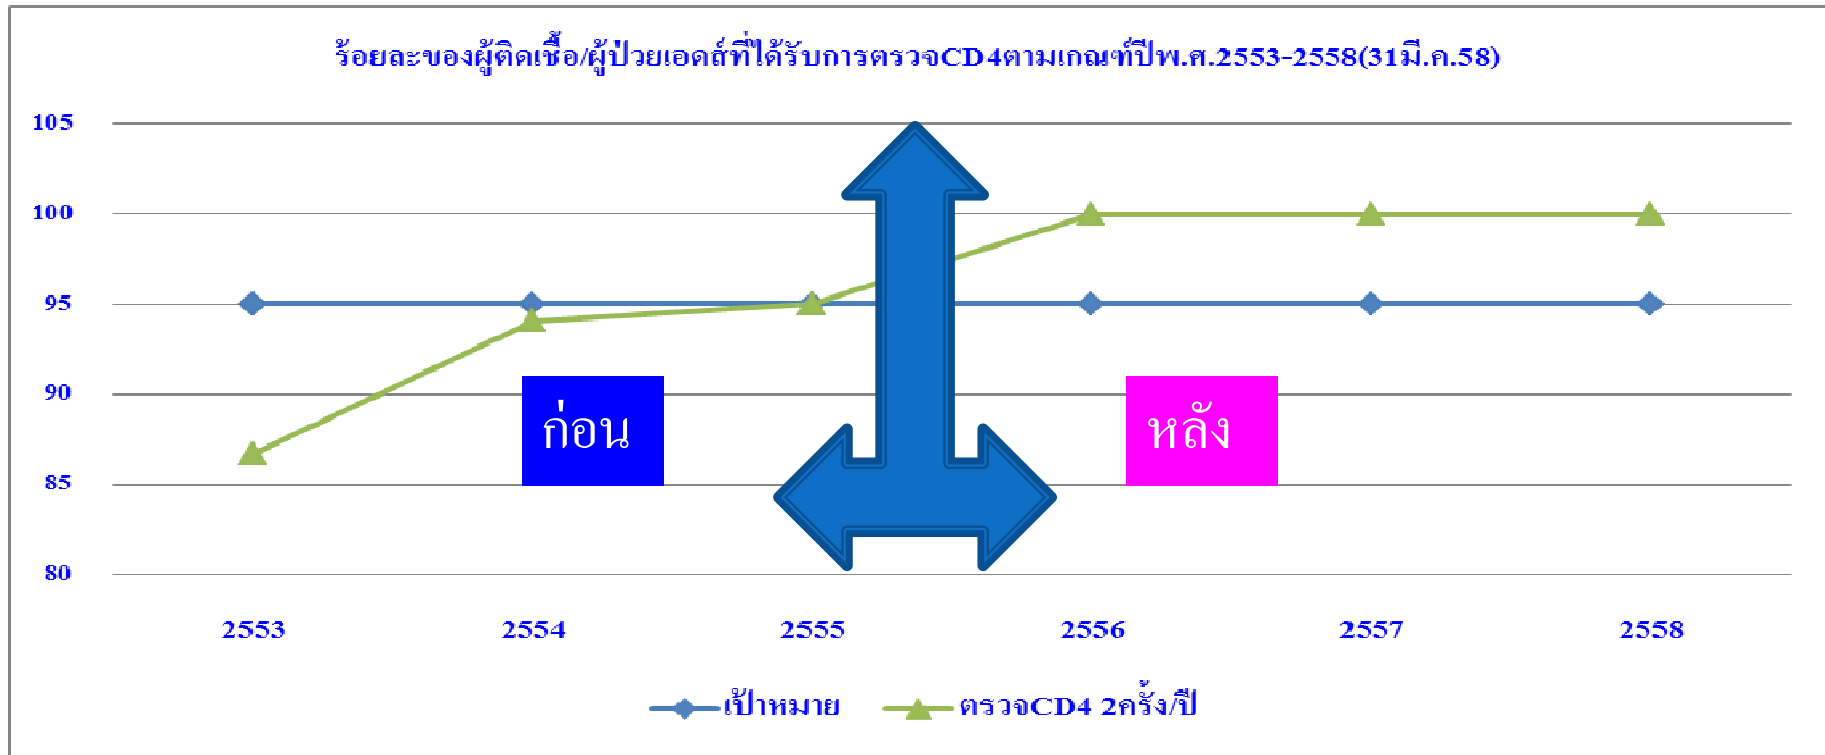 ร้อยละของผู้ติดเชื้อ/ผู้ป่วยเอดส์ที่ได้รับการตรวจCD4ตามเกณฑ์ปีพ.ศ.2553-2558(31มี.ค.58)
105
100
95
90
85
80
ก่อน
หลัง
2553 2554 2555 2556 2557 2558
เป้าหมาย ตรวจCD4 2ครั้ง/ปี